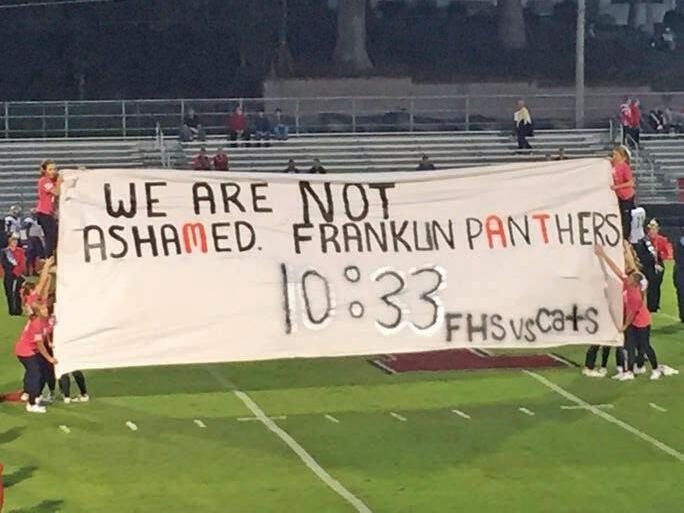 WE ARE NOT
ASHAMED. FRANKLIN PANTHERS
10:33
FHS vs Cats